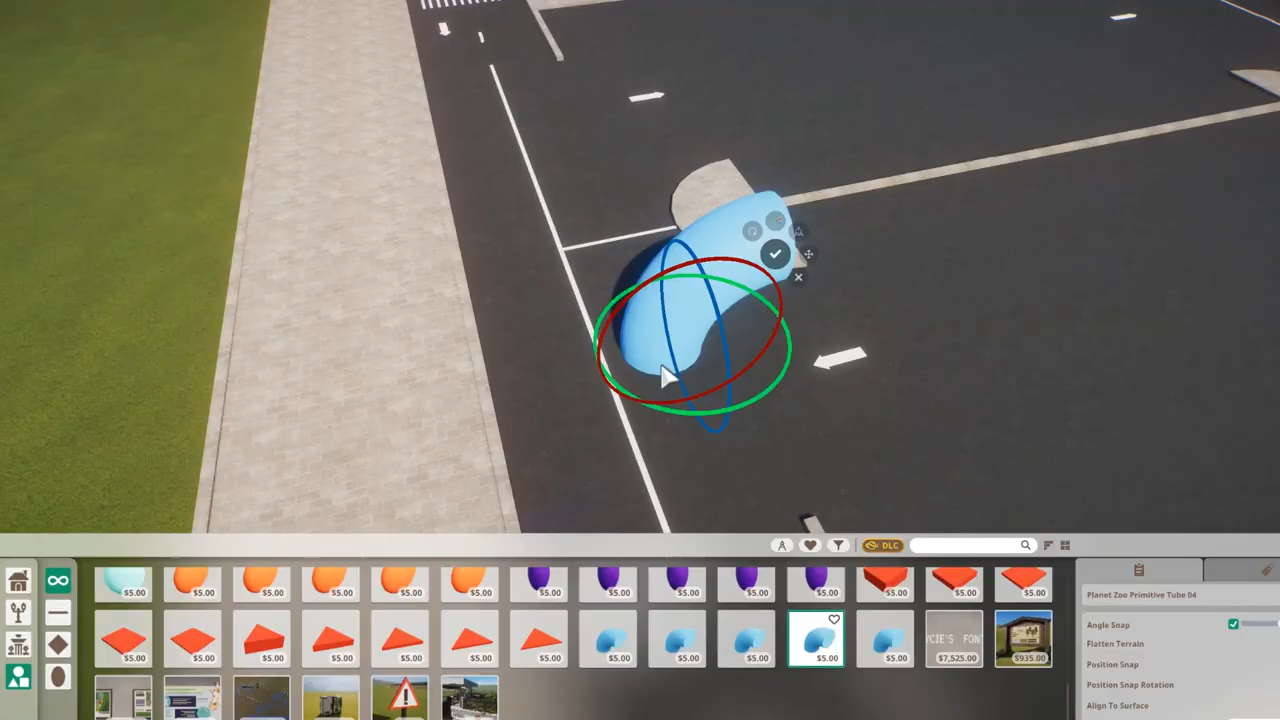 DLC
$5.00 $5.00 $5.00 $5.00 $5.00 $5.00 $5.00 $5.00 $5.00 $5.00 $5.00 $5.00 $5.00 $5.00
Planet Zoo Primitive Tube 04
Angle Snap
Flatten Terrain
YCIE'S FON
$5.00 $5.00 $5.00 $5.00 $5.00 $5.00 $5.00 $5.00 $5.00 $5.00 $5.00 $5.00 $7,525.00 $935.00
Position Snap
Position Snap Rotation
Align To Surface